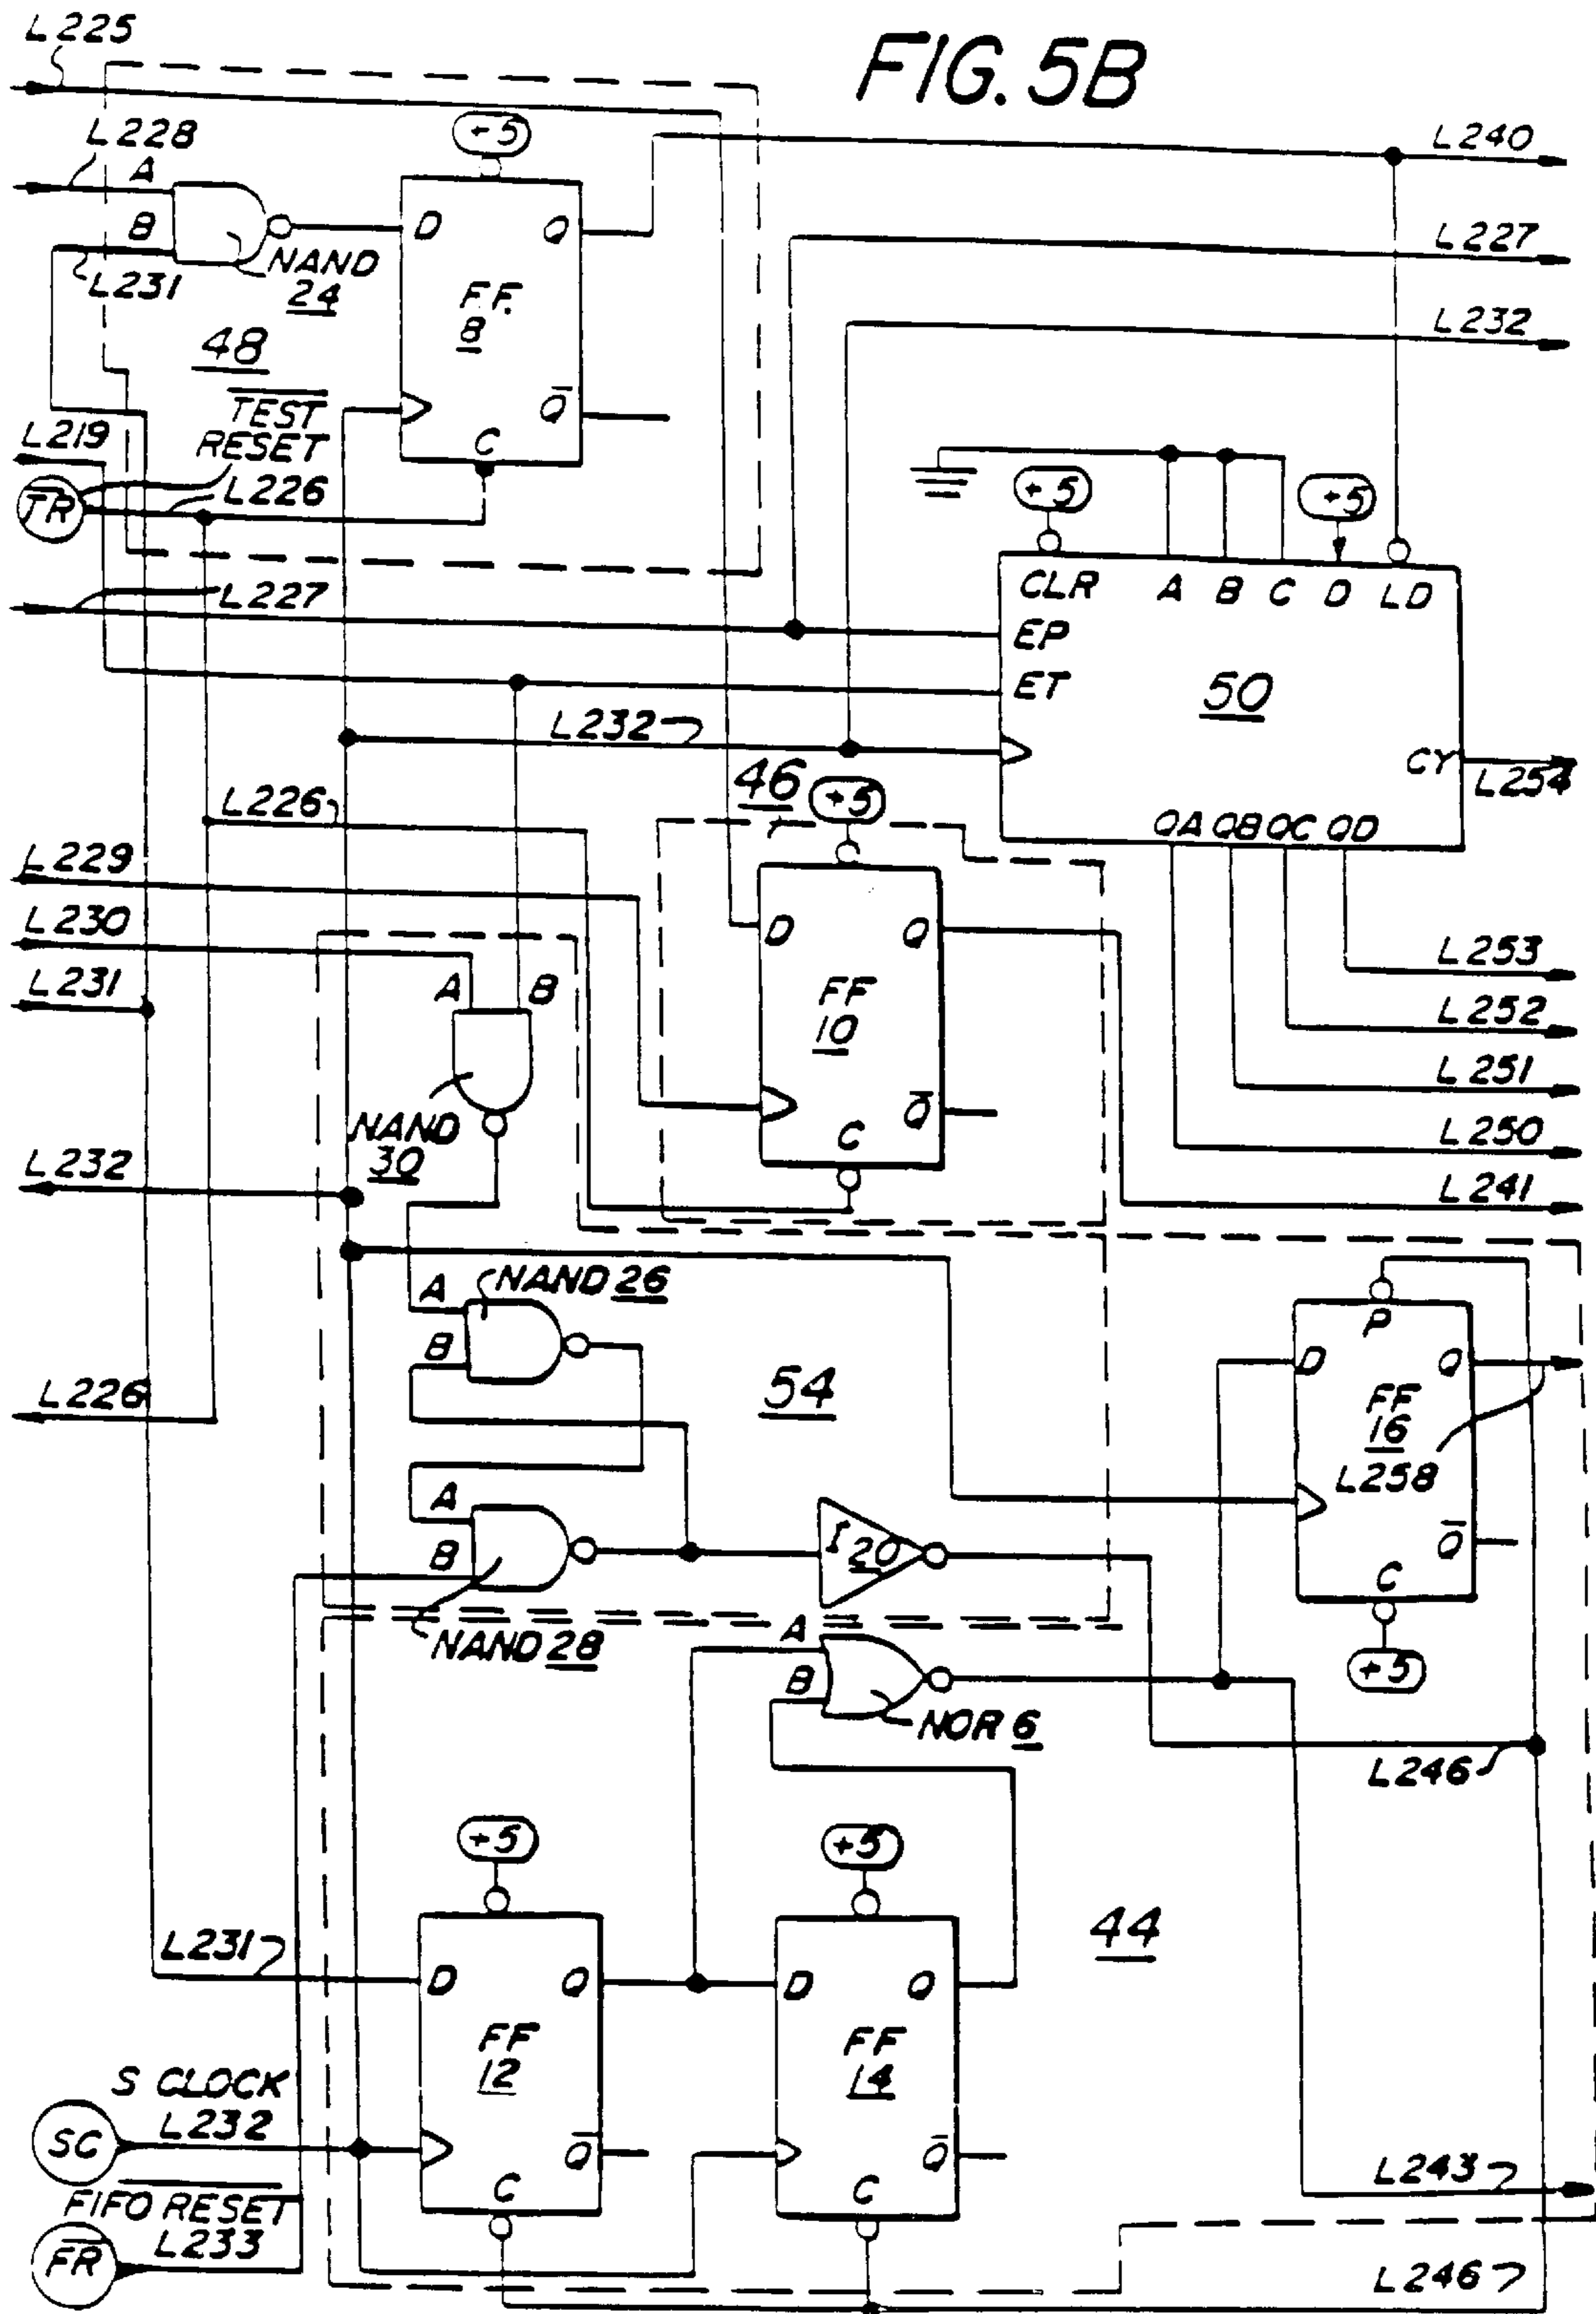 FIG. 5B
L225
L228
A
B
L231
NAND
24
+5
D
Q
FF.
8
Q̅
C
48
TEST
RESET
L219
TR
L226
L227
L240
L227
L232
+5
+5
CLR A B C D LD
EP
ET
50
CY
L254
QA QB QC QD
L232
46
+5
L226
L229
L230
L231
A B
NAND
30
D Q
FF
10
Q̅
C
L253
L252
L251
L250
L241
L232
L226
A
NAND 26
B
54
A
B
NAND 28
I 20
P
D Q
FF
16
L258
Q̅
C
+5
A
B
NOR 6
L246
+5
+5
44
L231
D Q
FF
12
Q̅
C
D Q
FF
14
Q̅
C
S CLOCK
L232
SC
FIFO RESET
L233
FR
L243
L246